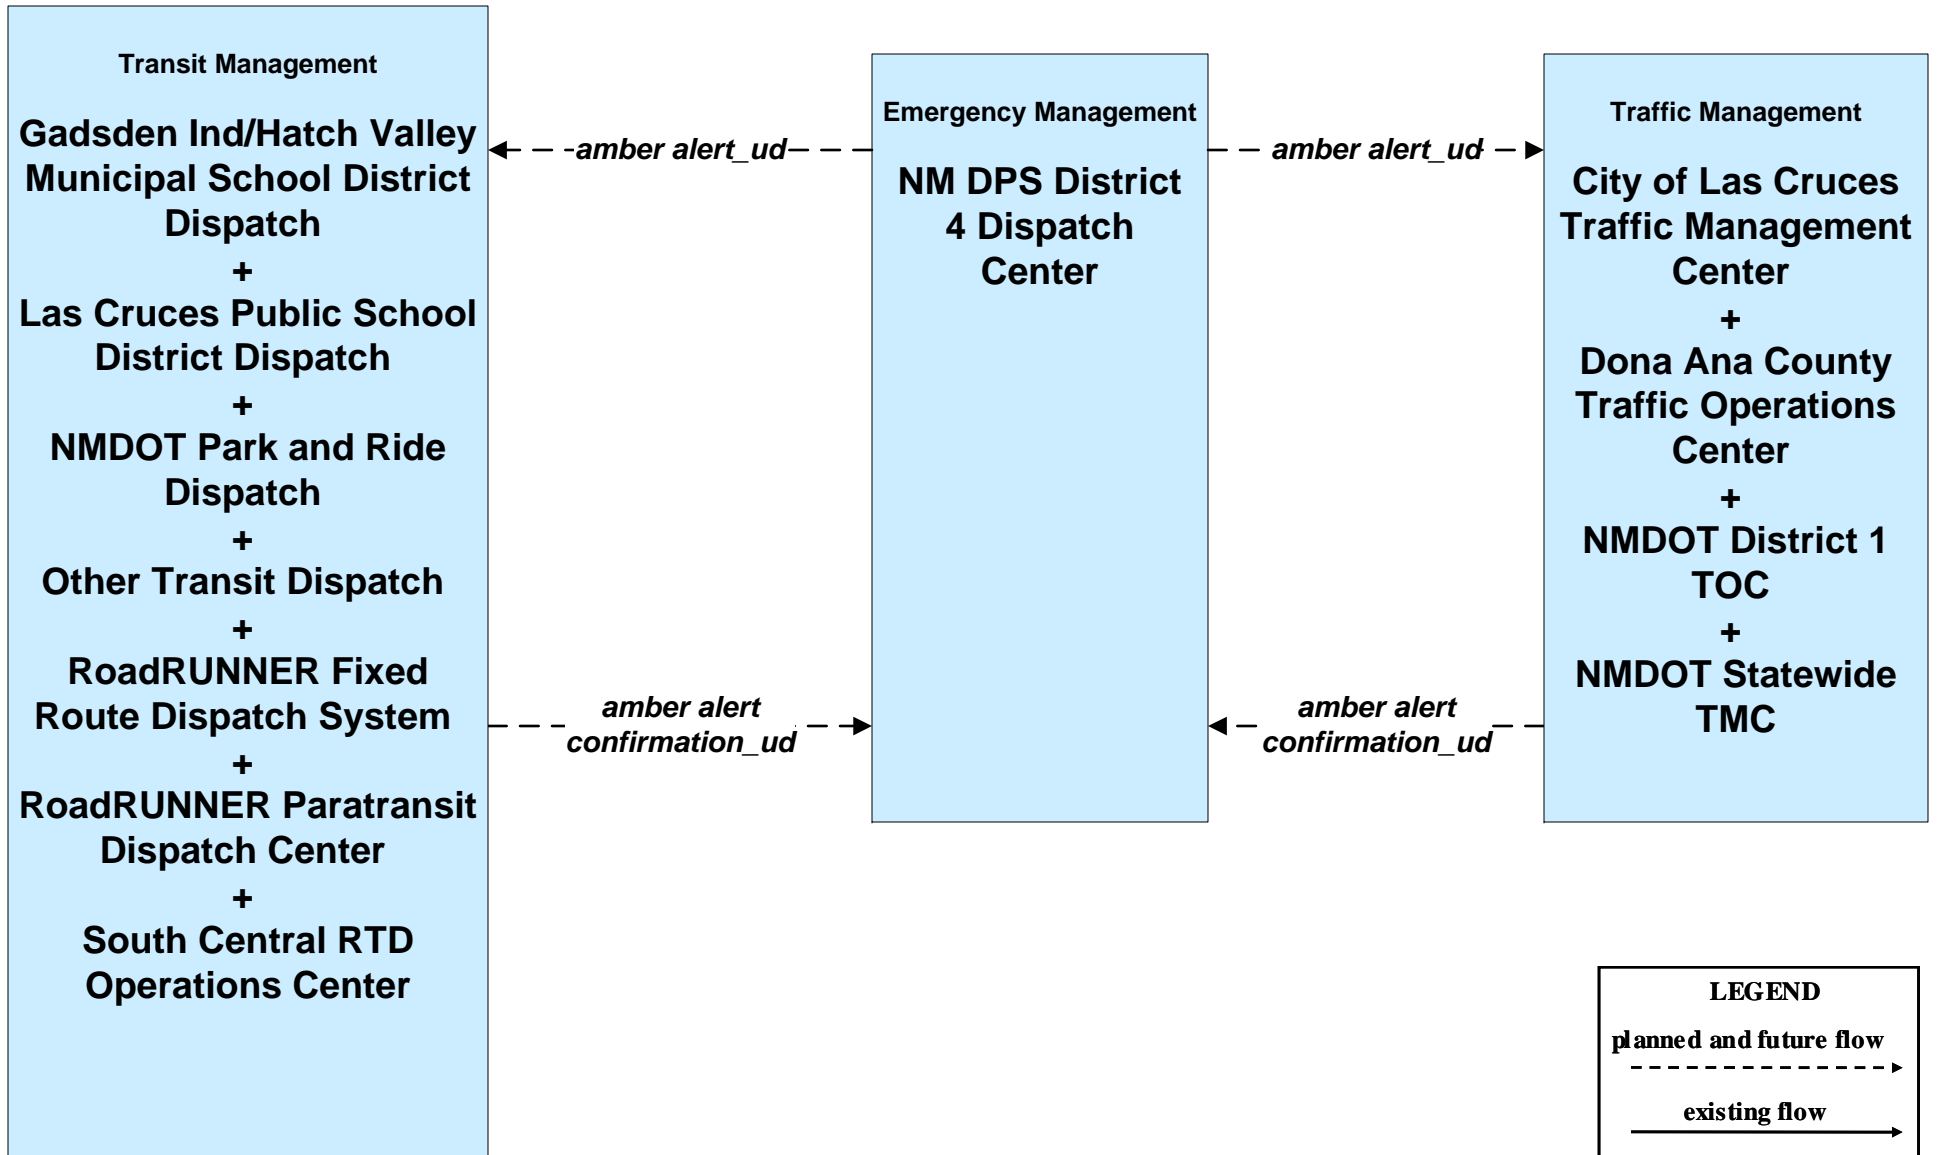 Transit Management
Gadsden Ind/Hatch Valley
Municipal School District
Dispatch
+
Las Cruces Public School
District Dispatch
+
NMDOT Park and Ride
Dispatch
+
Other Transit Dispatch
+
RoadRUNNER Fixed
Route Dispatch System
+
RoadRUNNER Paratransit
Dispatch Center
+
South Central RTD
Operations Center
amber alert_ud
amber alert
confirmation_ud
Emergency Management
NM DPS District
4 Dispatch
Center
amber alert_ud
amber alert
confirmation_ud
Traffic Management
City of Las Cruces
Traffic Management
Center
+
Dona Ana County
Traffic Operations
Center
+
NMDOT District 1
TOC
+
NMDOT Statewide
TMC
LEGEND
planned and future flow
existing flow